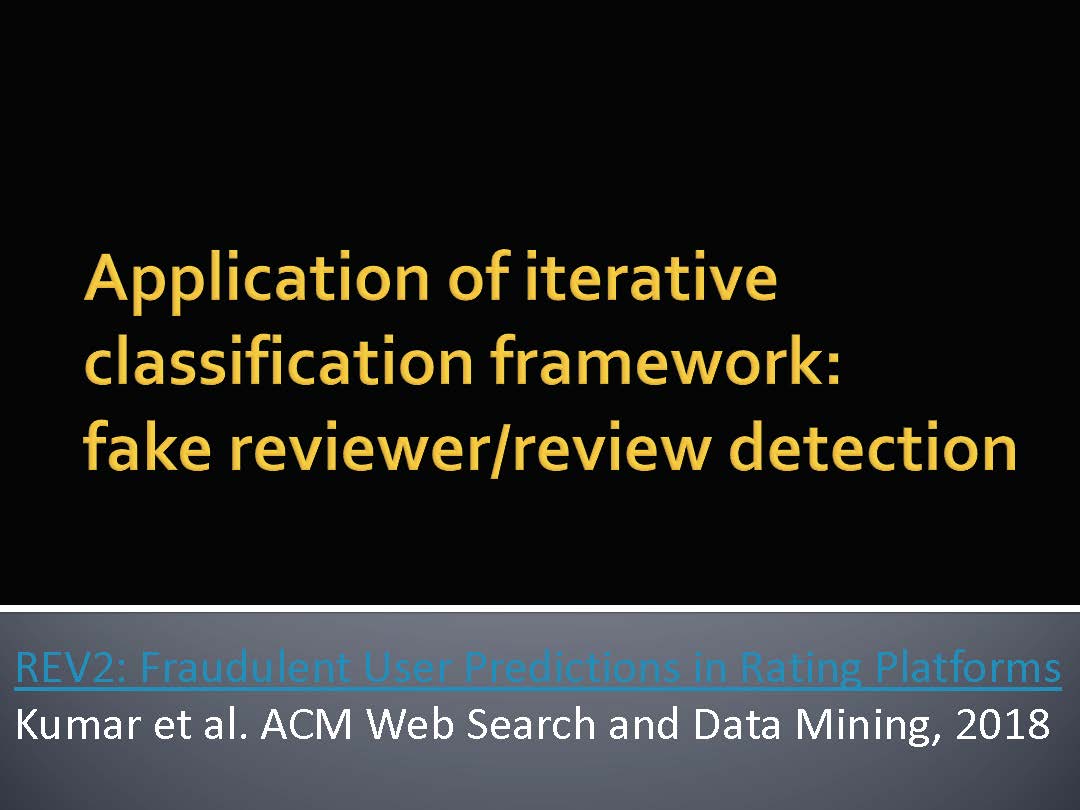 Application of iterative
classification framework:
fake reviewer/review detection
REV2: Fraudulent User Predictions in Rating Platforms
Kumar et al. ACM Web Search and Data Mining, 2018